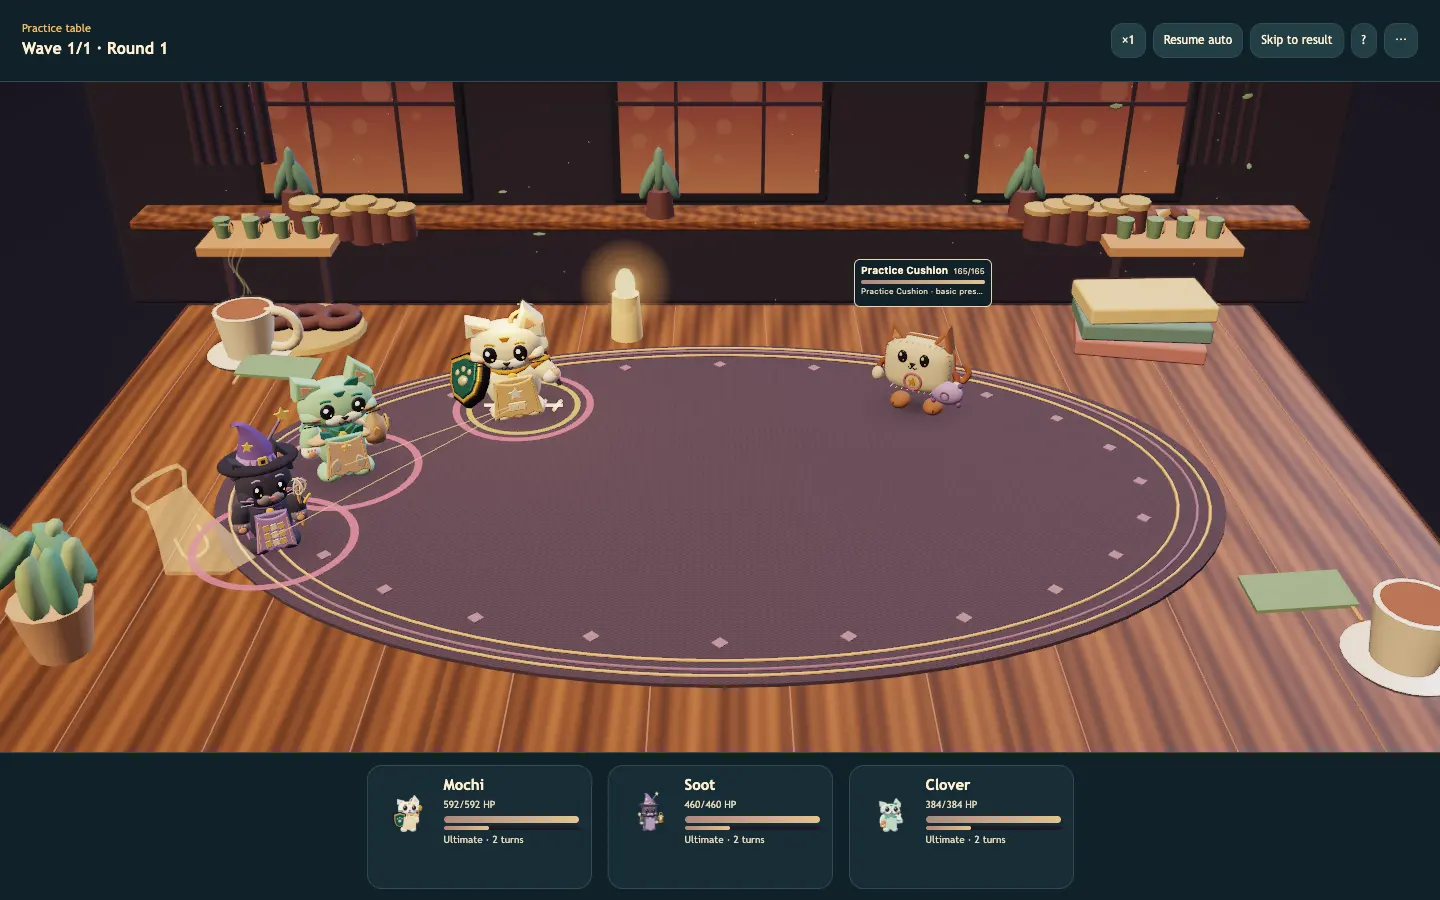 Practice table
Wave 1/1 · Round 1
×1
Resume auto
Skip to result
?
...
Practice Cushion 165/165
Practice Cushion · basic pres...
Mochi
592/592 HP
Ultimate · 2 turns
Soot
460/460 HP
Ultimate · 2 turns
Clover
384/384 HP
Ultimate · 2 turns